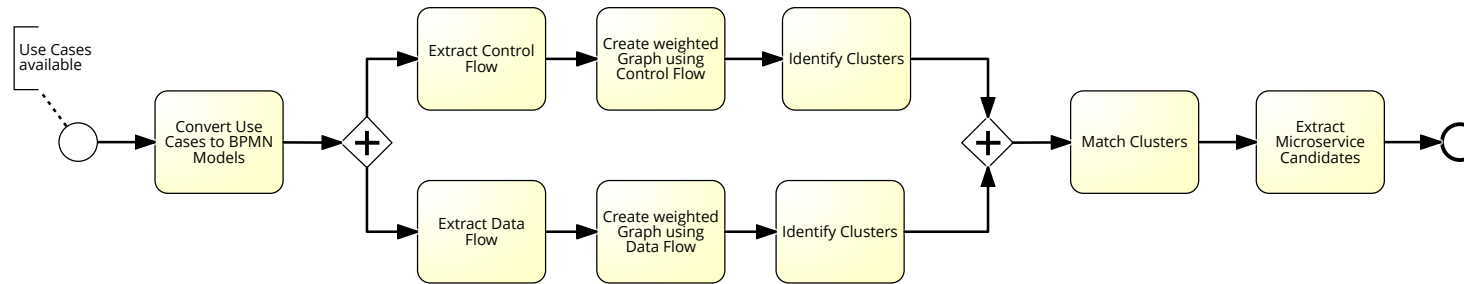 Use Cases
available
Convert Use
Cases to BPMN
Models
Extract Control
Flow
Create weighted
Graph using
Control Flow
Identify Clusters
Extract Data
Flow
Create weighted
Graph using
Data Flow
Identify Clusters
Match Clusters
Extract
Microservice
Candidates